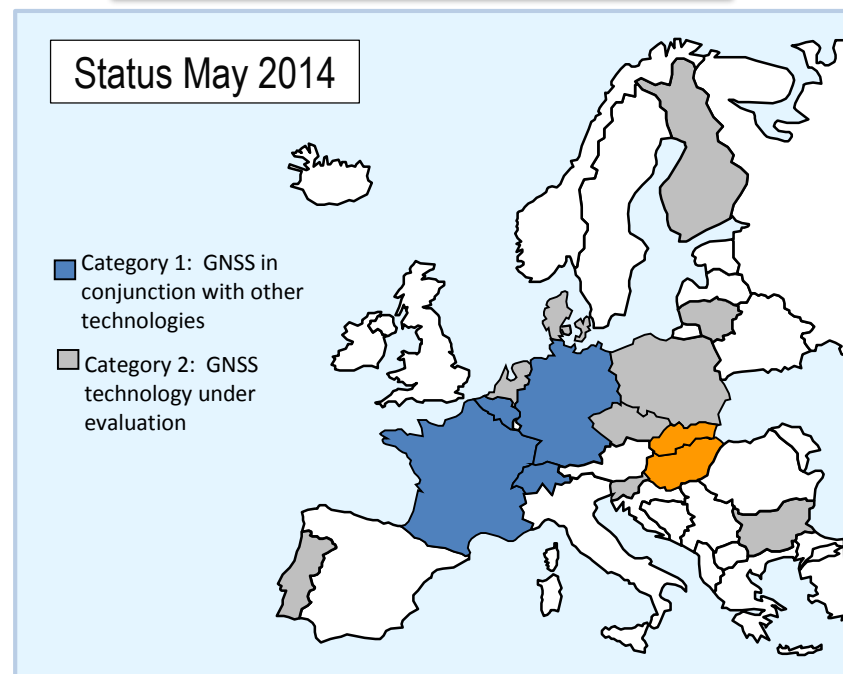 Status May 2014
Category 1: GNSS in
conjunction with other
technologies
Category 2: GNSS
technology under
evaluation